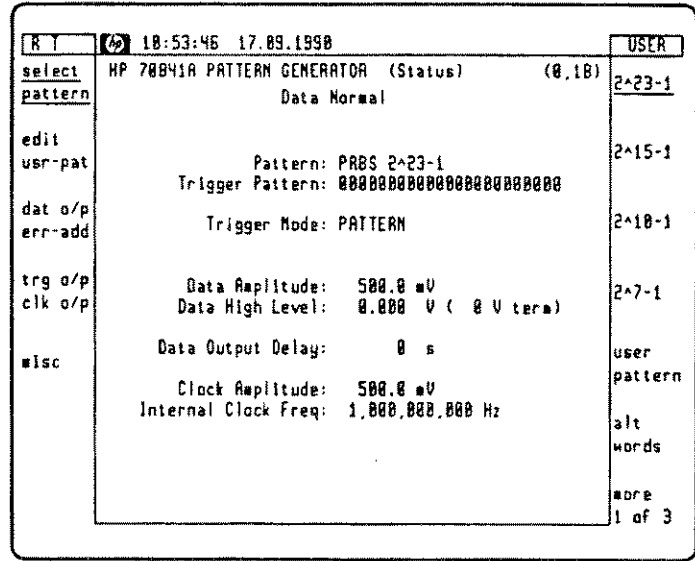 R T
hp 10:53:46 17.09.1990
USER
select
pattern
edit
usr-pat
dat o/p
err-add
trg o/p
clk o/p
misc
HP 70841A PATTERN GENERATOR (Status) (0,18)
Data Normal
Pattern: PRBS 2^23-1
Trigger Pattern: 00000000000000000000000
Trigger Mode: PATTERN
Data Amplitude: 500.0 mV
Data High Level: 0.000 V ( 0 V term)
Data Output Delay: 0 s
Clock Amplitude: 500.0 mV
Internal Clock Freq: 1,000,000,000 Hz
2^23-1
2^15-1
2^10-1
2^7-1
user
pattern
alt
words
more
1 of 3